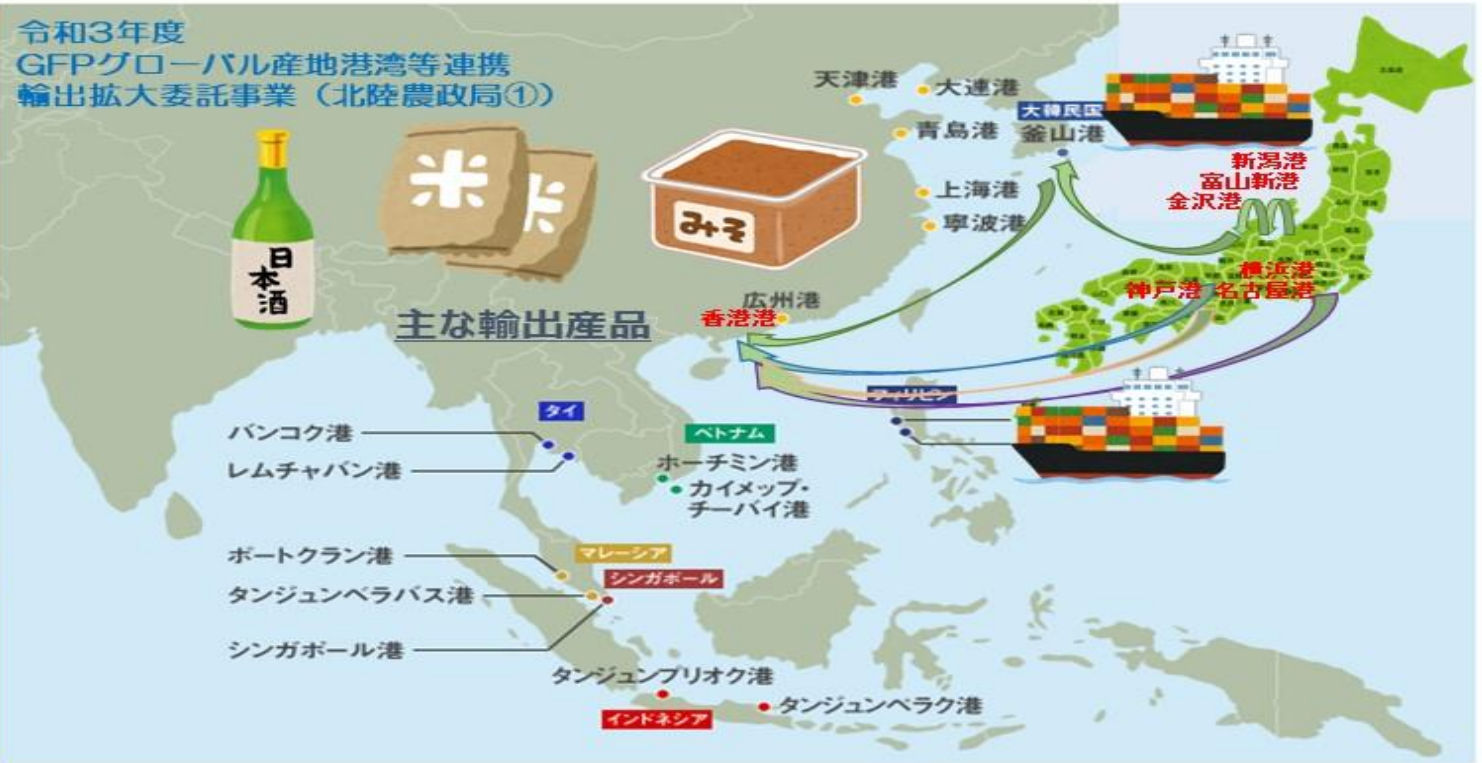 令和3年度
GFPグローバル産地港湾等連携
輸出拡大委託事業（北陸農政局①）
天津港
大連港
大韓民国
青島港
釜山港
新潟港
富山新港
金沢港
上海港
寧波港
米
米
みそ
日本酒
横浜港
神戸港 名古屋港
広州港
香港港
主な輸出産品
フィリピン
タイ
バンコク港
レムチャバン港
ベトナム
ホーチミン港
カイメップ・
チーバイ港
ポートクラン港
マレーシア
シンガポール
タンジュンペラパス港
シンガポール港
タンジュンプリオク港
タンジュンペラク港
インドネシア
北海道